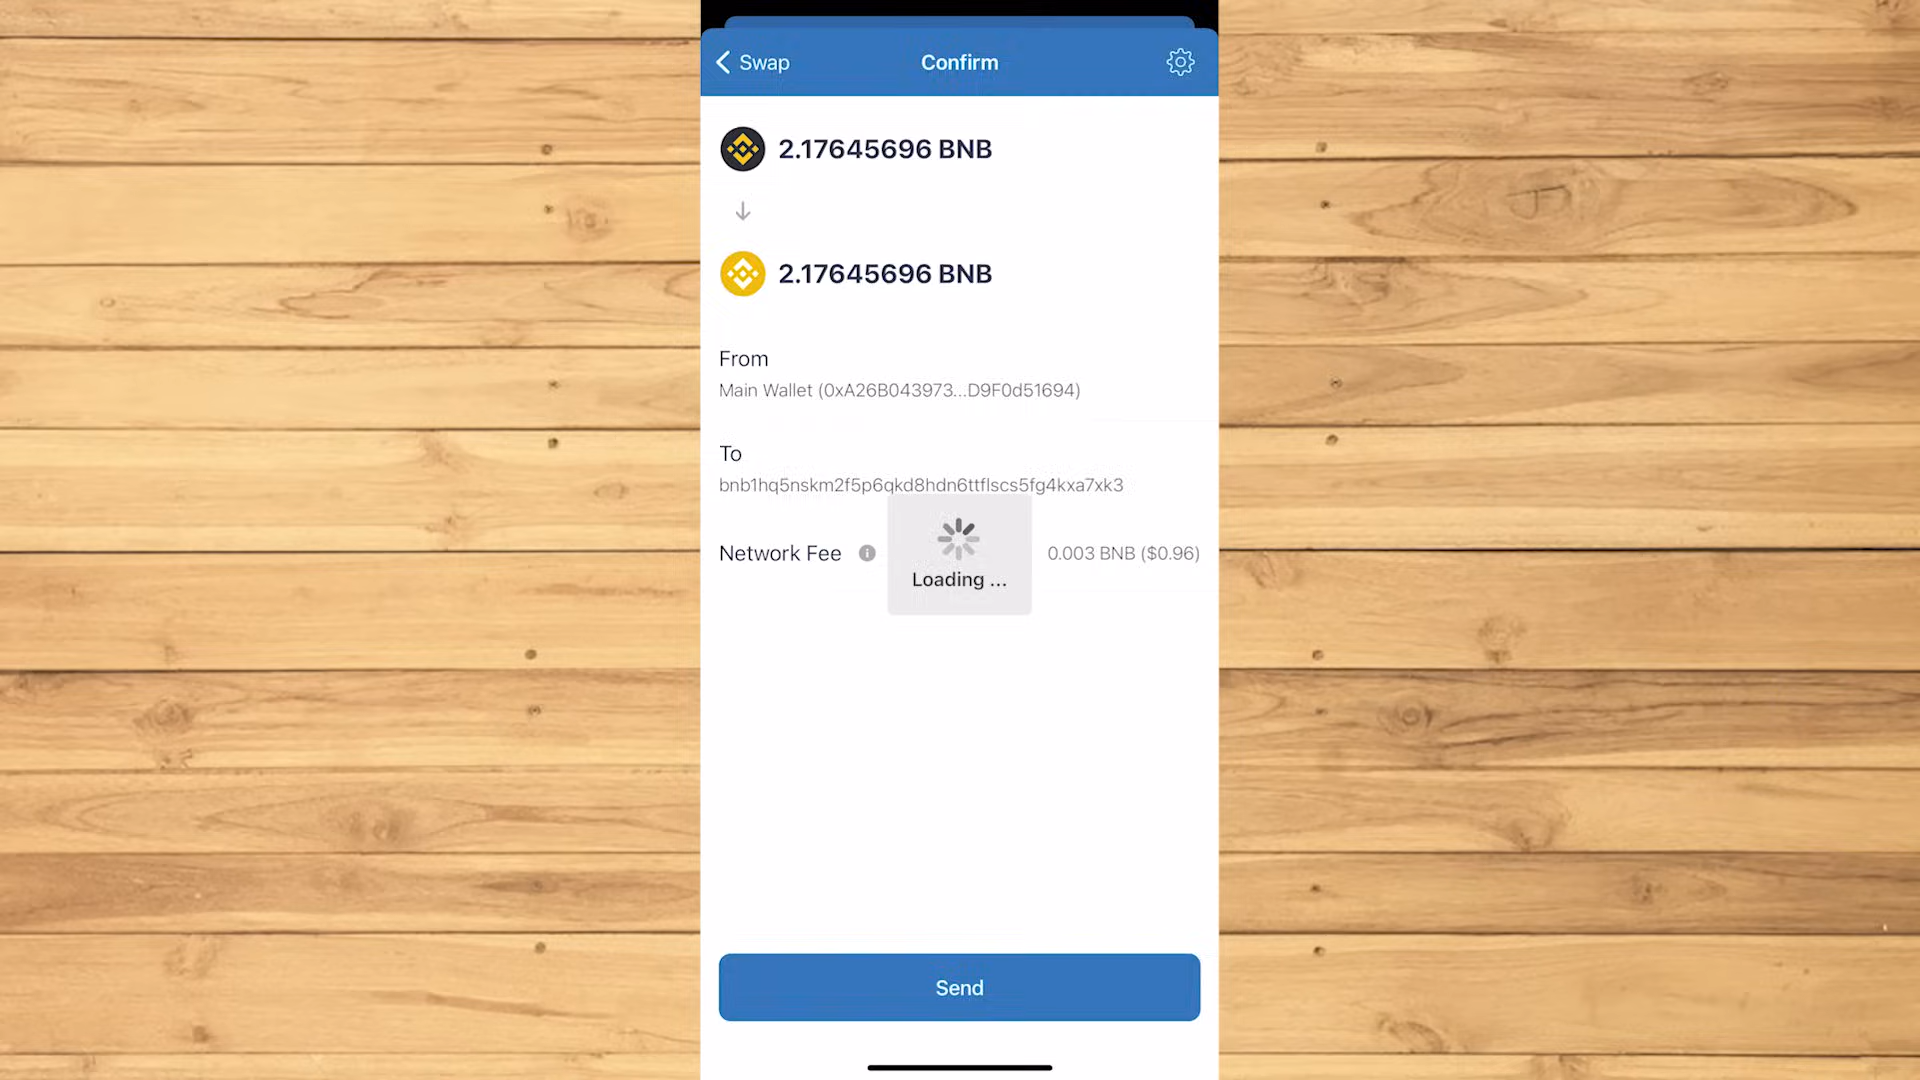 Swap
Confirm
2.17645696 BNB
2.17645696 BNB
From
Main Wallet (0xA26B043973...D9F0d51694)
To
bnb1hq5nskm2f5p6qkd8hdn6ttflscs5fg4kxa7xk3
Network Fee
0.003 BNB ($0.96)
Loading ...
Send